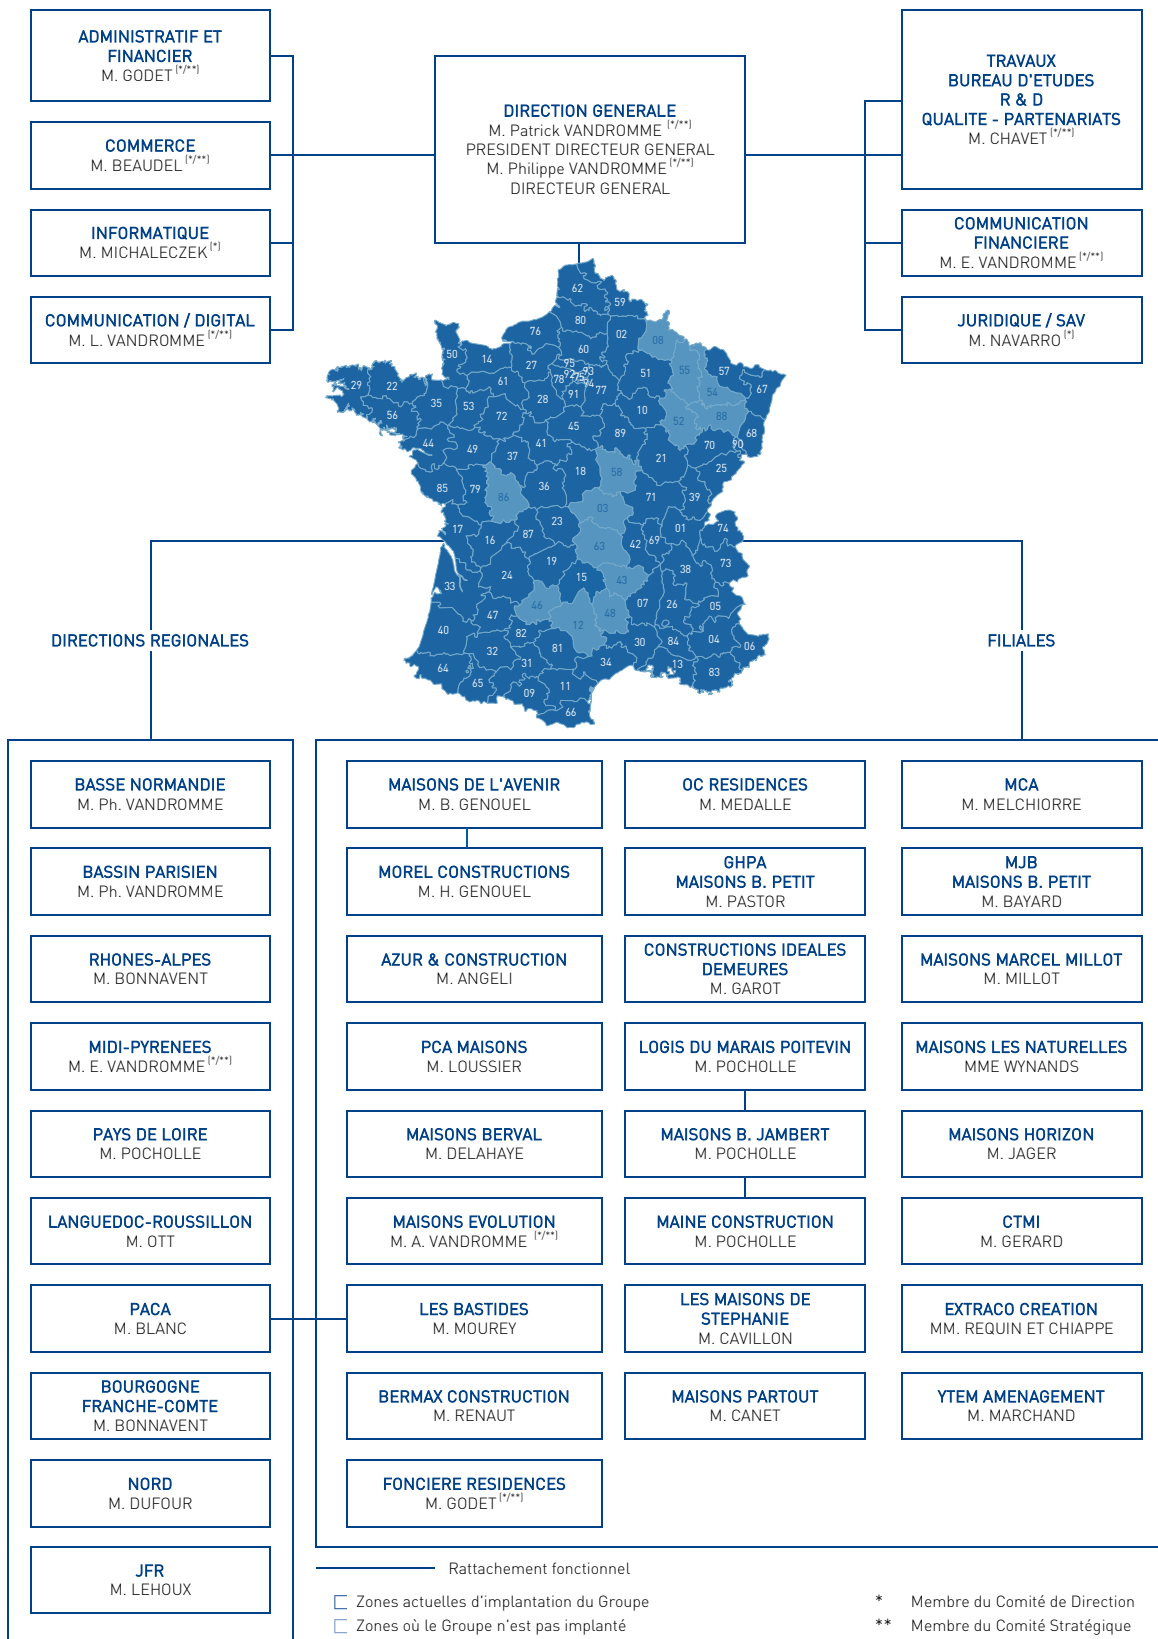 ADMINISTRATIF ET
FINANCIER
M. GODET (*/**)
COMMERCE
M. BEAUDEL (*/**)
INFORMATIQUE
M. MICHALECZEK (*)
COMMUNICATION / DIGITAL
M. L. VANDROMME (*/**)
DIRECTION GENERALE
M. Patrick VANDROMME (*/**)
PRESIDENT DIRECTEUR GENERAL
M. Philippe VANDROMME (*/**)
DIRECTEUR GENERAL
TRAVAUX
BUREAU D'ETUDES
R & D
QUALITE - PARTENARIATS
M. CHAVET (*/**)
COMMUNICATION
FINANCIERE
M. E. VANDROMME (*/**)
JURIDIQUE / SAV
M. NAVARRO (*)
62
59
80
76
02
08
60
50
14
27
95
92
75
93
94
78
77
91
51
55
57
54
67
29
22
61
28
35
53
72
10
52
88
56
45
89
68
44
49
41
70
90
37
21
25
18
58
85
79
86
36
71
39
03
17
16
87
23
01
74
42
69
63
19
38
73
24
15
43
33
07
26
05
46
48
47
12
40
82
30
84
04
06
32
81
31
34
13
83
64
65
09
11
66
DIRECTIONS REGIONALES
FILIALES
BASSE NORMANDIE
M. Ph. VANDROMME
BASSIN PARISIEN
M. Ph. VANDROMME
RHONES-ALPES
M. BONNAVENT
MIDI-PYRENEES
M. E. VANDROMME (*/**)
PAYS DE LOIRE
M. POCHOLLE
LANGUEDOC-ROUSSILLON
M. OTT
PACA
M. BLANC
BOURGOGNE
FRANCHE-COMTE
M. BONNAVENT
NORD
M. DUFOUR
JFR
M. LEHOUX
MAISONS DE L'AVENIR
M. B. GENOUEL
MOREL CONSTRUCTIONS
M. H. GENOUEL
AZUR & CONSTRUCTION
M. ANGELI
PCA MAISONS
M. LOUSSIER
MAISONS BERVAL
M. DELAHAYE
MAISONS EVOLUTION
M. A. VANDROMME (*/**)
LES BASTIDES
M. MOUREY
BERMAX CONSTRUCTION
M. RENAUT
FONCIERE RESIDENCES
M. GODET (*/**)
OC RESIDENCES
M. MEDALLE
GHPA
MAISONS B. PETIT
M. PASTOR
CONSTRUCTIONS IDEALES
DEMEURES
M. GAROT
LOGIS DU MARAIS POITEVIN
M. POCHOLLE
MAISONS B. JAMBERT
M. POCHOLLE
MAINE CONSTRUCTION
M. POCHOLLE
LES MAISONS DE
STEPHANIE
M. CAVILLON
MAISONS PARTOUT
M. CANET
MCA
M. MELCHIORRE
MJB
MAISONS B. PETIT
M. BAYARD
MAISONS MARCEL MILLOT
M. MILLOT
MAISONS LES NATURELLES
MME WYNANDS
MAISONS HORIZON
M. JAGER
CTMI
M. GERARD
EXTRACO CREATION
MM. REQUIN ET CHIAPPE
YTEM AMENAGEMENT
M. MARCHAND
Rattachement fonctionnel
Zones actuelles d'implantation du Groupe
Zones où le Groupe n'est pas implanté
* Membre du Comité de Direction
** Membre du Comité Stratégique